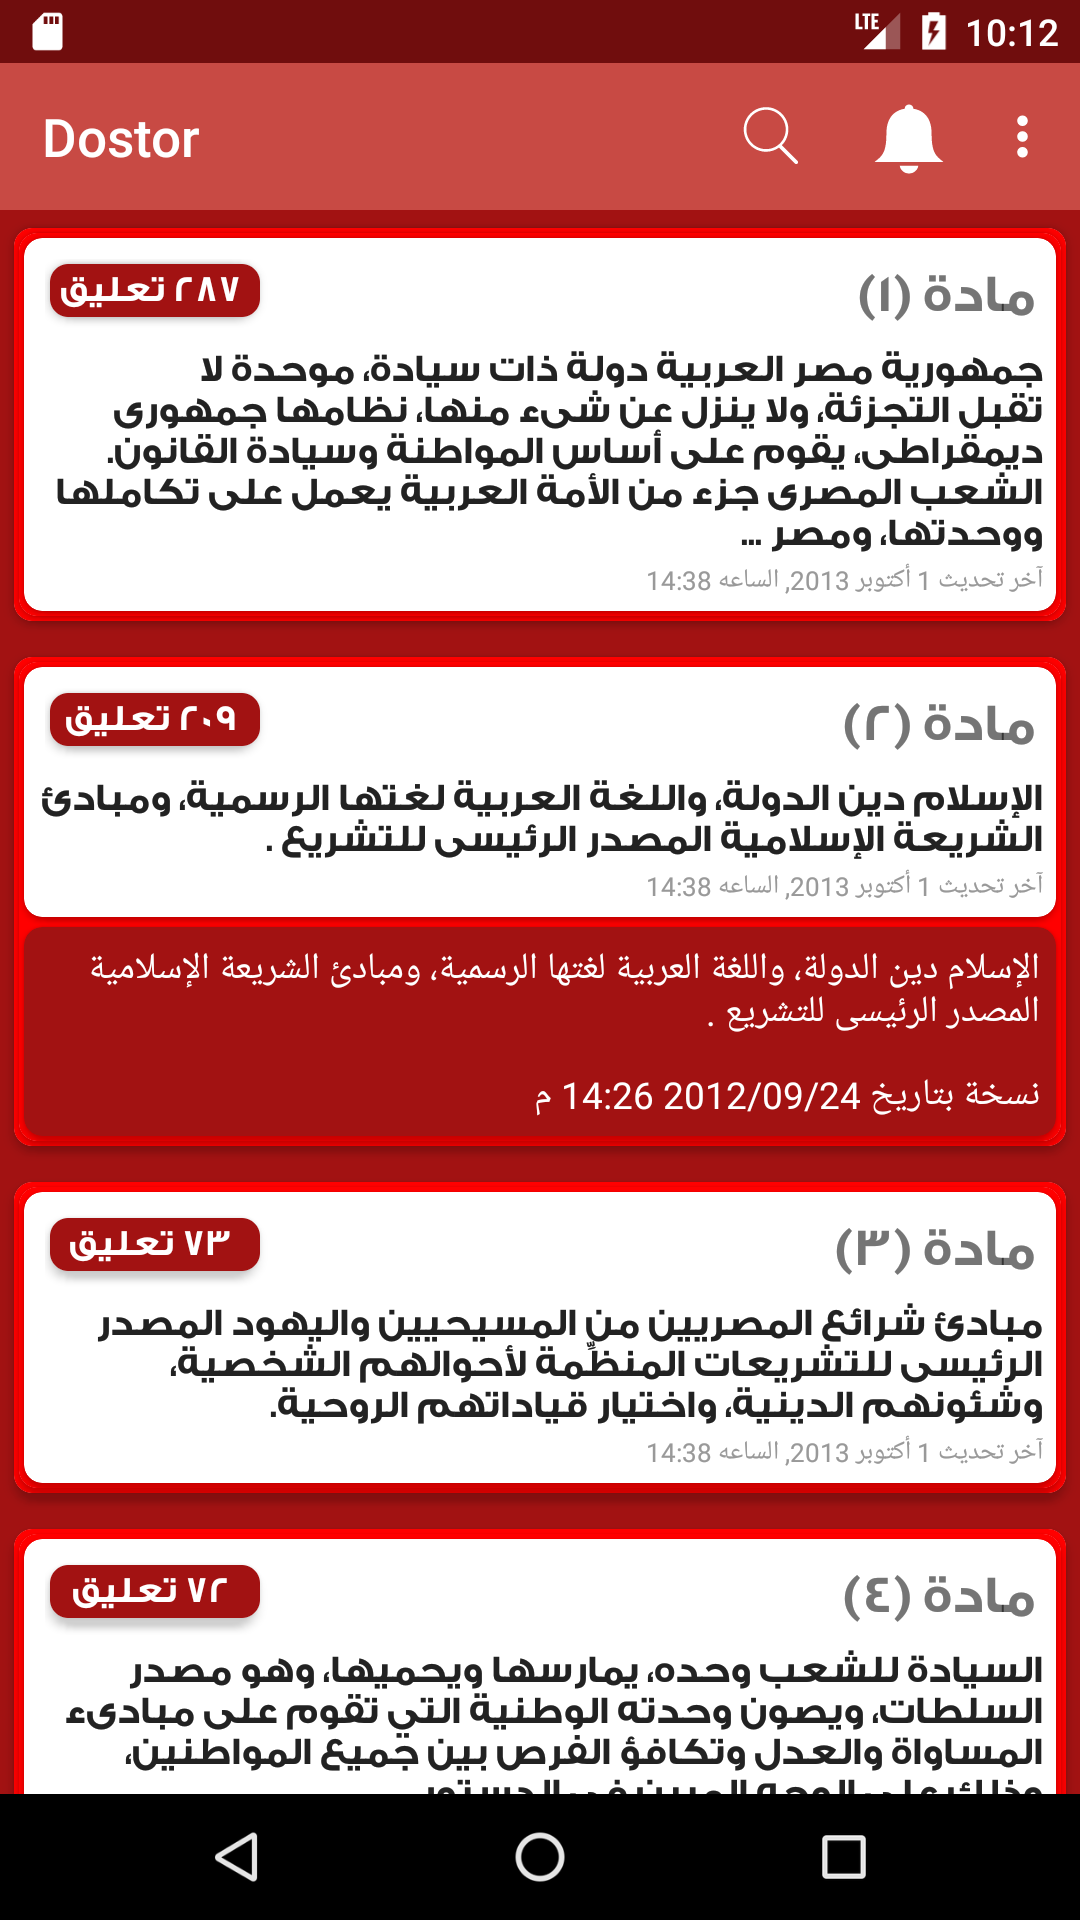 LTE 10:12
Dostor
مادة (١)
٢٨٧ تعليق
جمهورية مصر العربية دولة ذات سيادة، موحدة لا
تقبل التجزئة، ولا ينزل عن شىء منها، نظامها جمهورى
ديمقراطى، يقوم على أساس المواطنة وسيادة القانون.
الشعب المصرى جزء من الأمة العربية يعمل على تكاملها
ووحدتها، ومصر ...
آخر تحديث 1 أكتوبر 2013, الساعه 14:38
مادة (٢)
٢٠٩ تعليق
الإسلام دين الدولة، واللغة العربية لغتها الرسمية، ومبادئ
الشريعة الإسلامية المصدر الرئيسى للتشريع .
آخر تحديث 1 أكتوبر 2013, الساعه 14:38
الإسلام دين الدولة، واللغة العربية لغتها الرسمية، ومبادئ الشريعة الإسلامية
المصدر الرئيسى للتشريع .
نسخة بتاريخ 2012/09/24 14:26 م
مادة (٣)
٧٣ تعليق
مبادئ شرائع المصريين من المسيحيين واليهود المصدر
الرئيسى للتشريعات المنظِّمة لأحوالهم الشخصية،
وشئونهم الدينية، واختيار قياداتهم الروحية.
آخر تحديث 1 أكتوبر 2013, الساعه 14:38
مادة (٤)
٧٢ تعليق
السيادة للشعب وحده، يمارسها ويحميها، وهو مصدر
السلطات، ويصون وحدته الوطنية التي تقوم على مبادىء
المساواة والعدل وتكافؤ الفرص بين جميع المواطنين،
وذلك على الوجه المبين فى الدستور